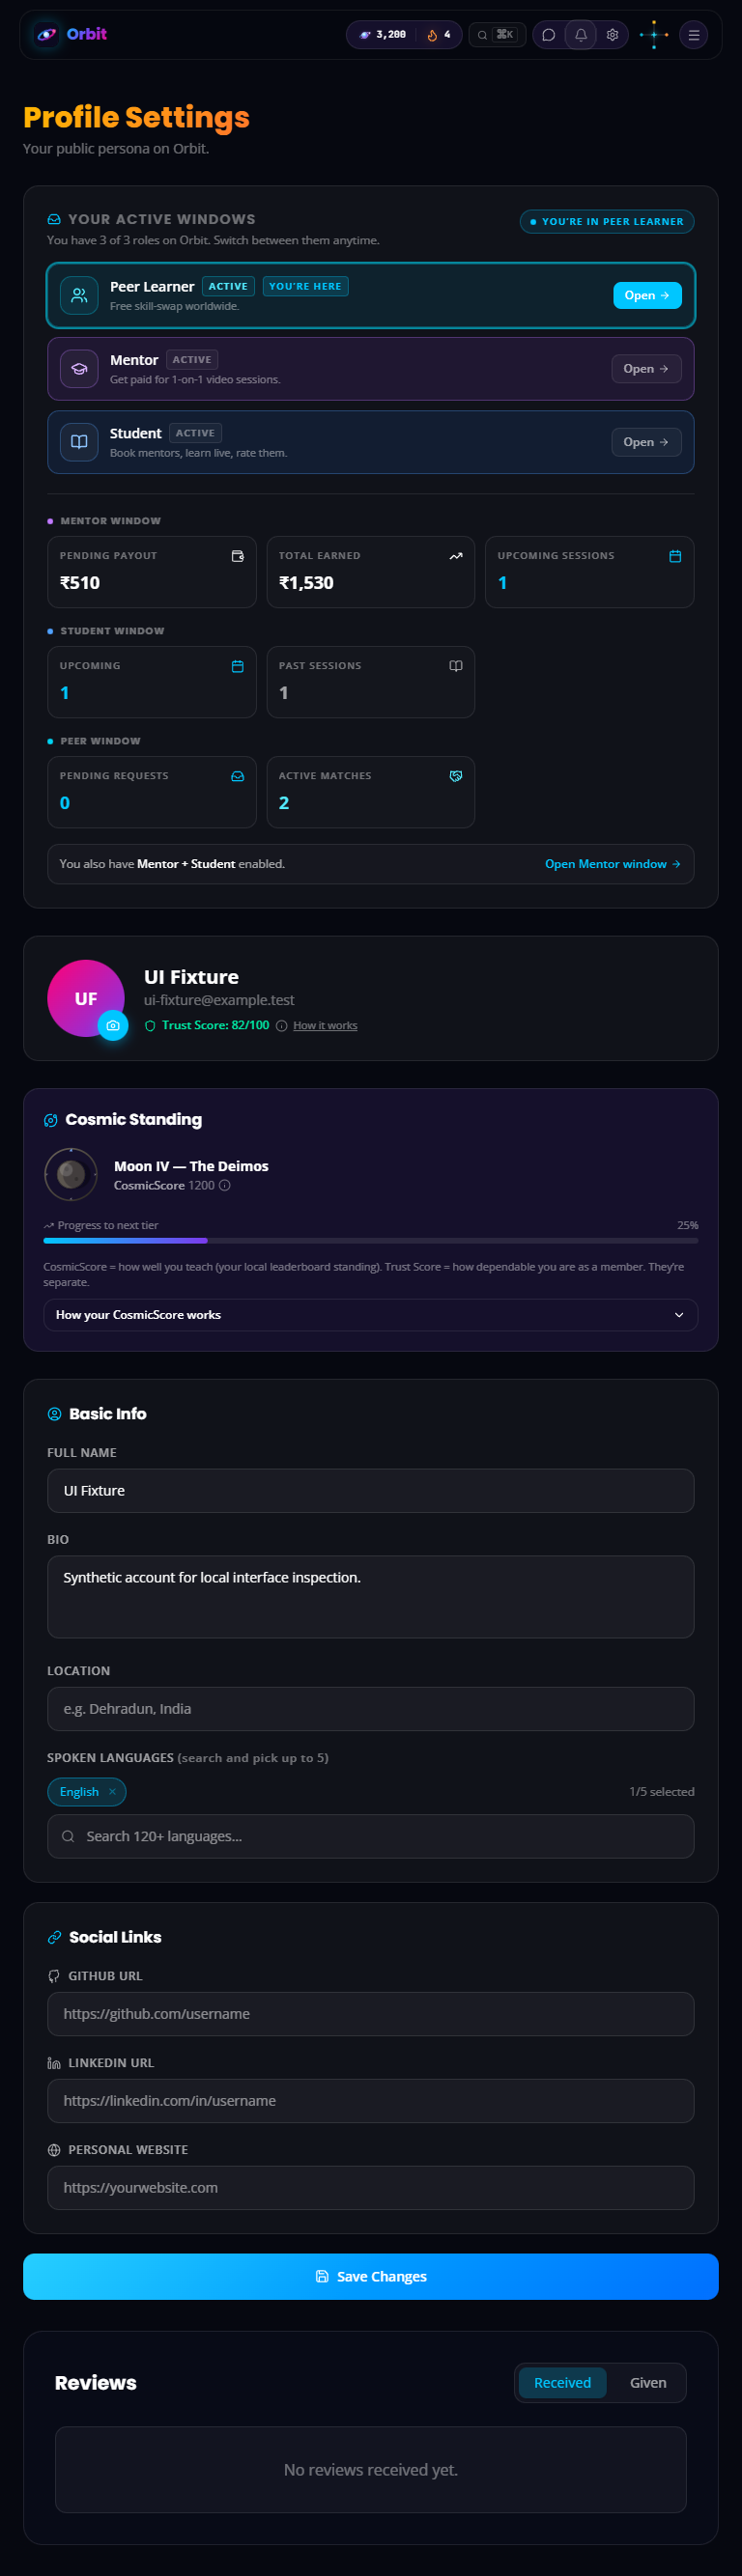 Orbit
3,200
4
⌘K
Profile Settings
Your public persona on Orbit.
YOUR ACTIVE WINDOWS
YOU'RE IN PEER LEARNER
You have 3 of 3 roles on Orbit. Switch between them anytime.
Peer Learner ACTIVE YOU'RE HERE
Free skill-swap worldwide.
Open →
Mentor ACTIVE
Get paid for 1-on-1 video sessions.
Open →
Student ACTIVE
Book mentors, learn live, rate them.
Open →
MENTOR WINDOW
PENDING PAYOUT
₹510
TOTAL EARNED
₹1,530
UPCOMING SESSIONS
1
STUDENT WINDOW
UPCOMING
1
PAST SESSIONS
1
PEER WINDOW
PENDING REQUESTS
0
ACTIVE MATCHES
2
You also have Mentor + Student enabled.
Open Mentor window →
UF
UI Fixture
ui-fixture@example.test
Trust Score: 82/100 How it works
Cosmic Standing
Moon IV — The Deimos
CosmicScore 1200
Progress to next tier
25%
CosmicScore = how well you teach (your local leaderboard standing). Trust Score = how dependable you are as a member. They're
separate.
How your CosmicScore works
Basic Info
FULL NAME
UI Fixture
BIO
Synthetic account for local interface inspection.
LOCATION
e.g. Dehradun, India
SPOKEN LANGUAGES (search and pick up to 5)
English ×
1/5 selected
Search 120+ languages...
Social Links
GITHUB URL
https://github.com/username
LINKEDIN URL
https://linkedin.com/in/username
PERSONAL WEBSITE
https://yourwebsite.com
Save Changes
Reviews
Received
Given
No reviews received yet.